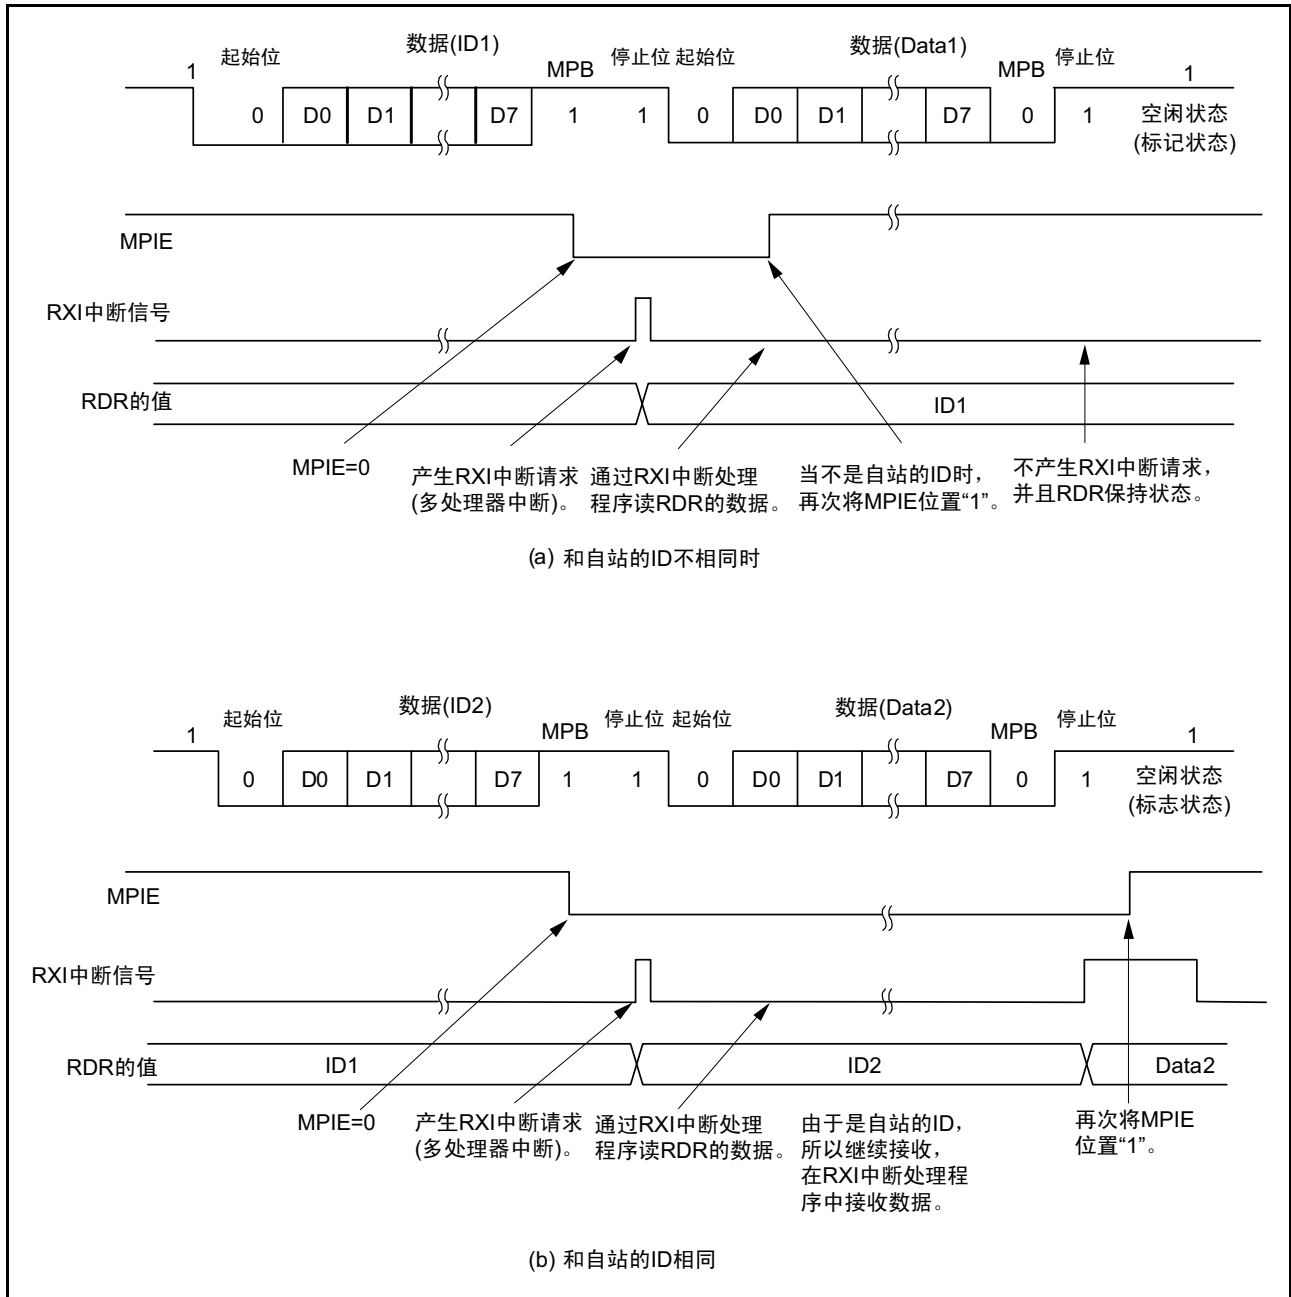 数据(ID1)
数据(Data1)
起始位
停止位 起始位
停止位
1
MPB
MPB
1
0 D0 D1 D7 1 1 0 D0 D1 D7 0 1 空闲状态
(标记状态)
MPIE
RXI中断信号
RDR的值
ID1
MPIE=0
产生RXI中断请求
(多处理器中断)。
通过RXI中断处理
程序读RDR的数据。
当不是自站的ID时，
再次将MPIE位置“1”。
不产生RXI中断请求，
并且RDR保持状态。
(a) 和自站的ID不相同时
数据(ID2)
数据(Data2)
起始位
停止位 起始位
停止位
1
MPB
MPB
1
0 D0 D1 D7 1 1 0 D0 D1 D7 0 1 空闲状态
(标志状态)
MPIE
RXI中断信号
RDR的值
ID1
ID2
Data2
MPIE=0
产生RXI中断请求
(多处理器中断)。
通过RXI中断处理
程序读RDR的数据。
由于是自站的ID，
所以继续接收，
在RXI中断处理程
序中接收数据。
再次将MPIE
位置“1”。
(b) 和自站的ID相同